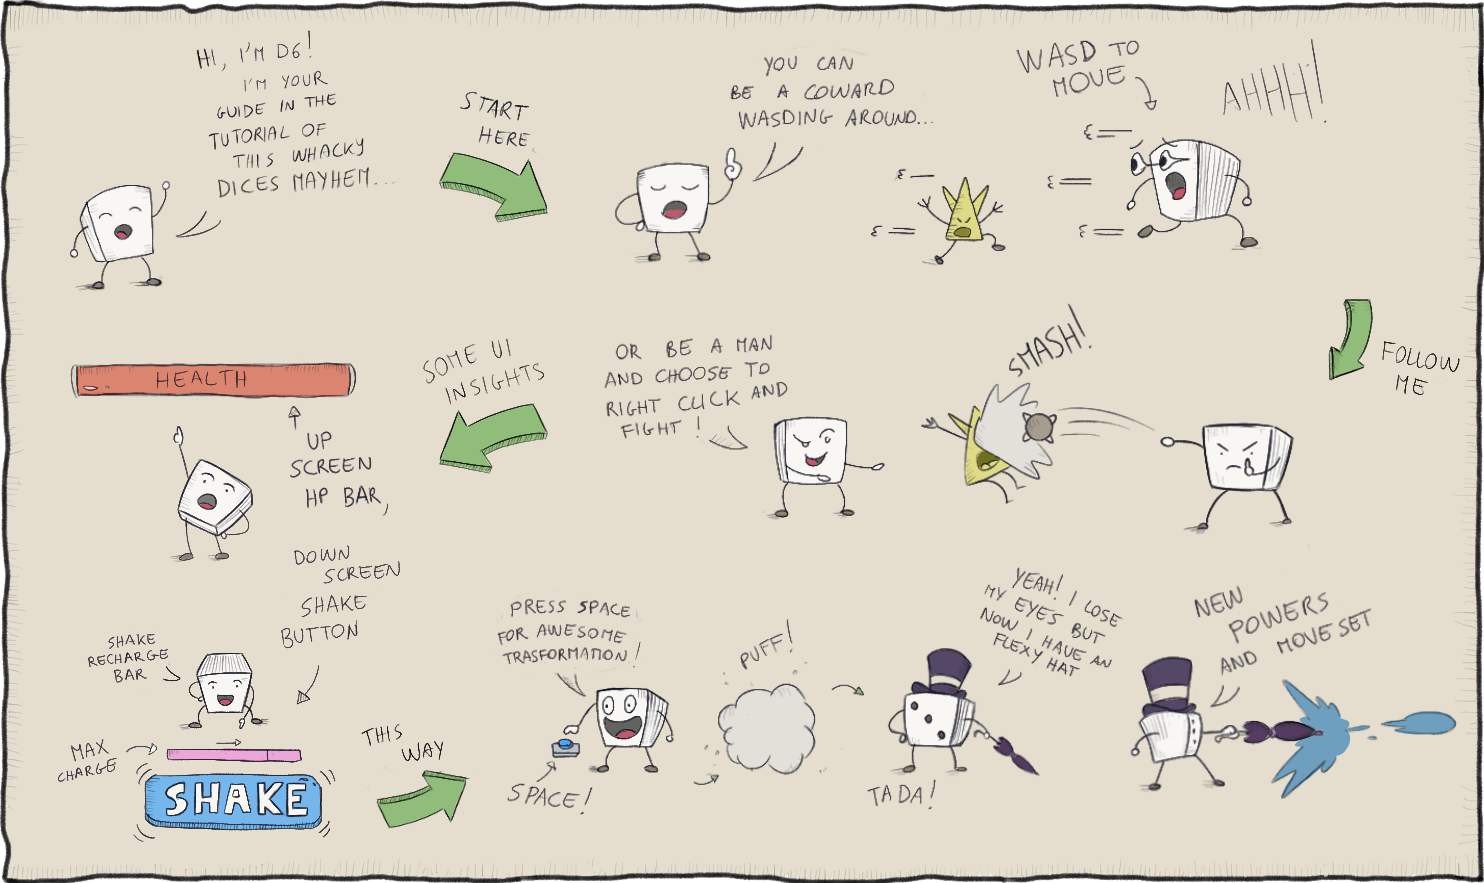 HI, I'M D6!
I'M YOUR
GUIDE IN THE
TUTORIAL OF
THIS WHACKY
DICES MAYHEM...
START
HERE
YOU CAN
BE A COWARD
WASDING AROUND...
WASD TO
MOVE
AHHH!
FOLLOW
ME
SMASH!
OR BE A MAN
AND CHOOSE TO
RIGHT CLICK AND
FIGHT!
SOME UI
INSIGHTS
HEALTH
UP
SCREEN
HP BAR,
DOWN
SCREEN
SHAKE
BUTTON
SHAKE
RECHARGE
BAR
MAX
CHARGE
SHAKE
THIS
WAY
PRESS SPACE
FOR AWESOME
TRASFORMATION!
SPACE!
PUFF!
YEAH! I LOSE
MY EYES BUT
NOW I HAVE AN
FLEXY HAT
TADA!
NEW
POWERS
AND MOVESET